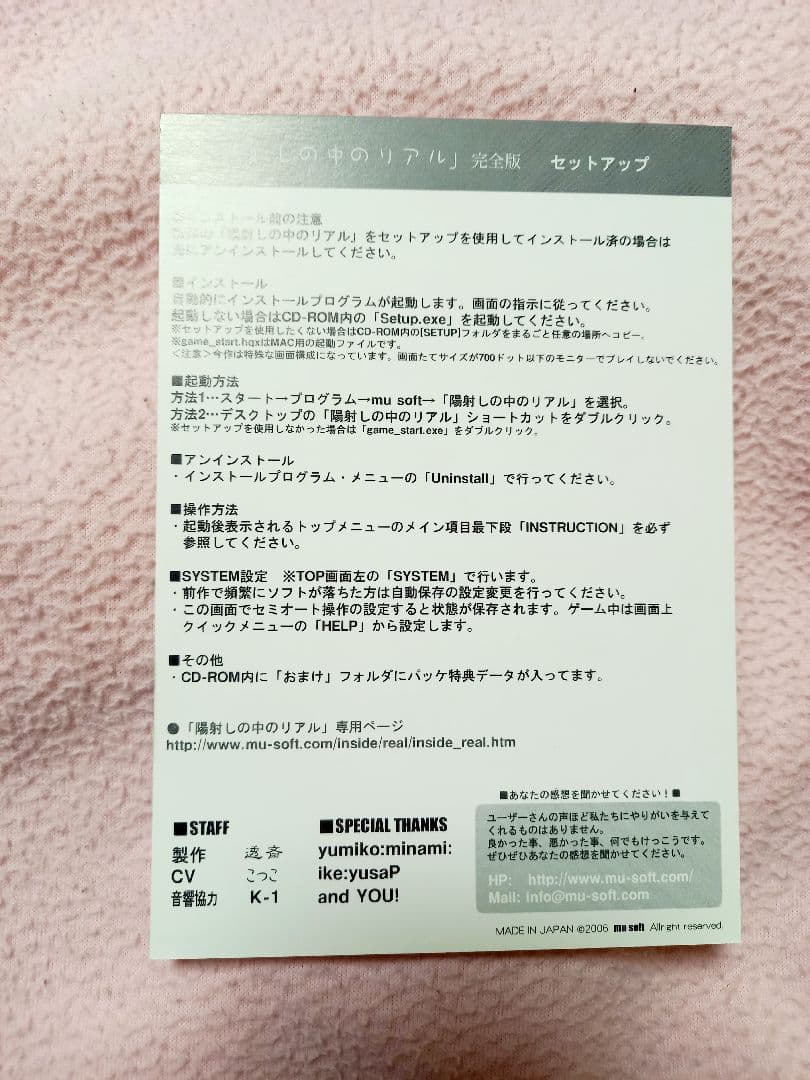 しの中のリアル」完全版 セットアップ
インストール前の注意
「陽射しの中のリアル」をセットアップを使用してインストール済の場合は
先にアンインストールしてください。
■インストール
自動的にインストールプログラムが起動します。画面の指示に従ってください。
起動しない場合はCD-ROM内の「Setup.exe」を起動してください。
※セットアップを使用したくない場合はCD-ROM内の[SETUP]フォルダをまるごと任意の場所へコピー。
※game_start.hqxはMAC用の起動ファイルです。
<注意>今作は特殊な画面構成になっています。画面たてサイズが700ドット以下のモニターでプレイしないでください。
■起動方法
方法1…スタート→プログラム→mu soft→「陽射しの中のリアル」を選択。
方法2…デスクトップの「陽射しの中のリアル」ショートカットをダブルクリック。
※セットアップを使用しなかった場合は「game_start.exe」をダブルクリック。
■アンインストール
・インストールプログラム・メニューの「Uninstall」で行ってください。
■操作方法
・起動後表示されるトップメニューのメイン項目最下段「INSTRUCTION」を必ず
参照してください。
■SYSTEM設定 ※TOP画面左の「SYSTEM」で行います。
・前作で頻繁にソフトが落ちた方は自動保存の設定変更を行ってください。
・この画面でセミオート操作の設定すると状態が保存されます。ゲーム中は画面上
クイックメニューの「HELP」から設定します。
■その他
・CD-ROM内に「おまけ」フォルダにパッケ特典データが入ってます。
●「陽射しの中のリアル」専用ページ
http://www.mu-soft.com/inside/real/inside_real.htm
■STAFF
製作 逸斎
CV こっこ
音響協力 K-1
■SPECIAL THANKS
yumiko:minami:
ike:yusaP
and YOU!
■あなたの感想を聞かせてください！■
ユーザーさんの声ほど私たちにやりがいを与えて
くれるものはありません。
良かった事、悪かった事、何でもけっこうです。
ぜひぜひあなたの感想を聞かせてください。
HP: http://www.mu-soft.com/
Mail: info@mu-soft.com
MADE IN JAPAN ©2006 mu soft Allright reserved.